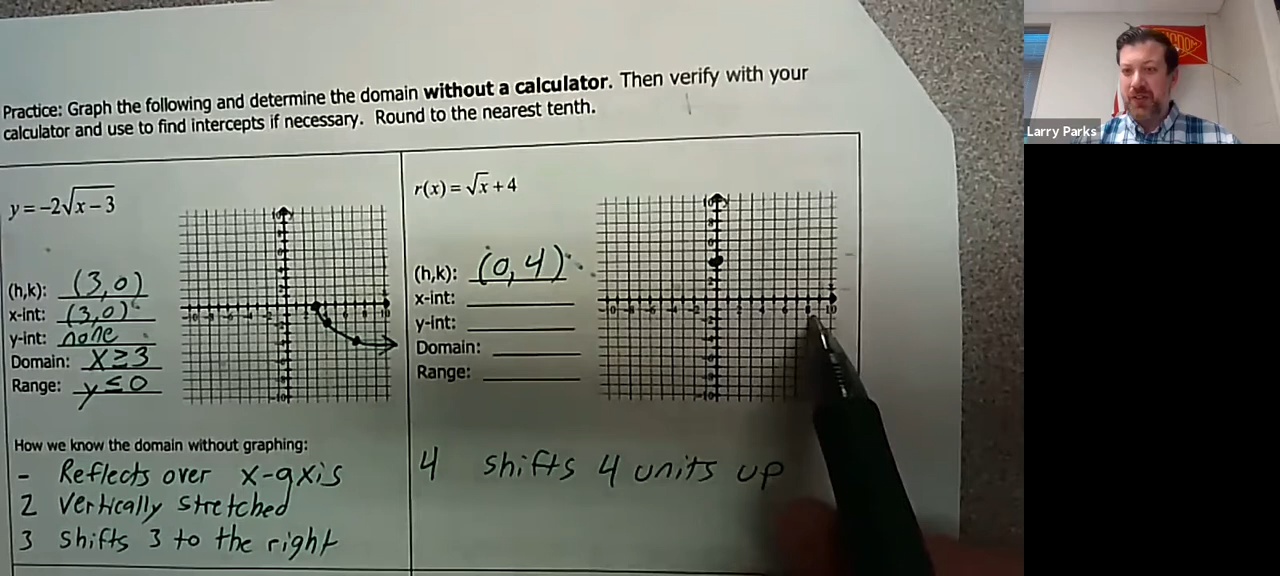 Practice: Graph the following and determine the domain without a calculator. Then verify with your
calculator and use to find intercepts if necessary. Round to the nearest tenth.
Larry Parks
y = -2√x - 3
(h,k): (3,0)
x-int: (3,0)
y-int: none
Domain: x ≥ 3
Range: y ≤ 0
How we know the domain without graphing:
- Reflects over x-axis
2 Vertically stretched
3 shifts 3 to the right
r(x) = √x + 4
(h,k): (0,4)
x-int:
y-int:
Domain:
Range:
4 shifts 4 units up